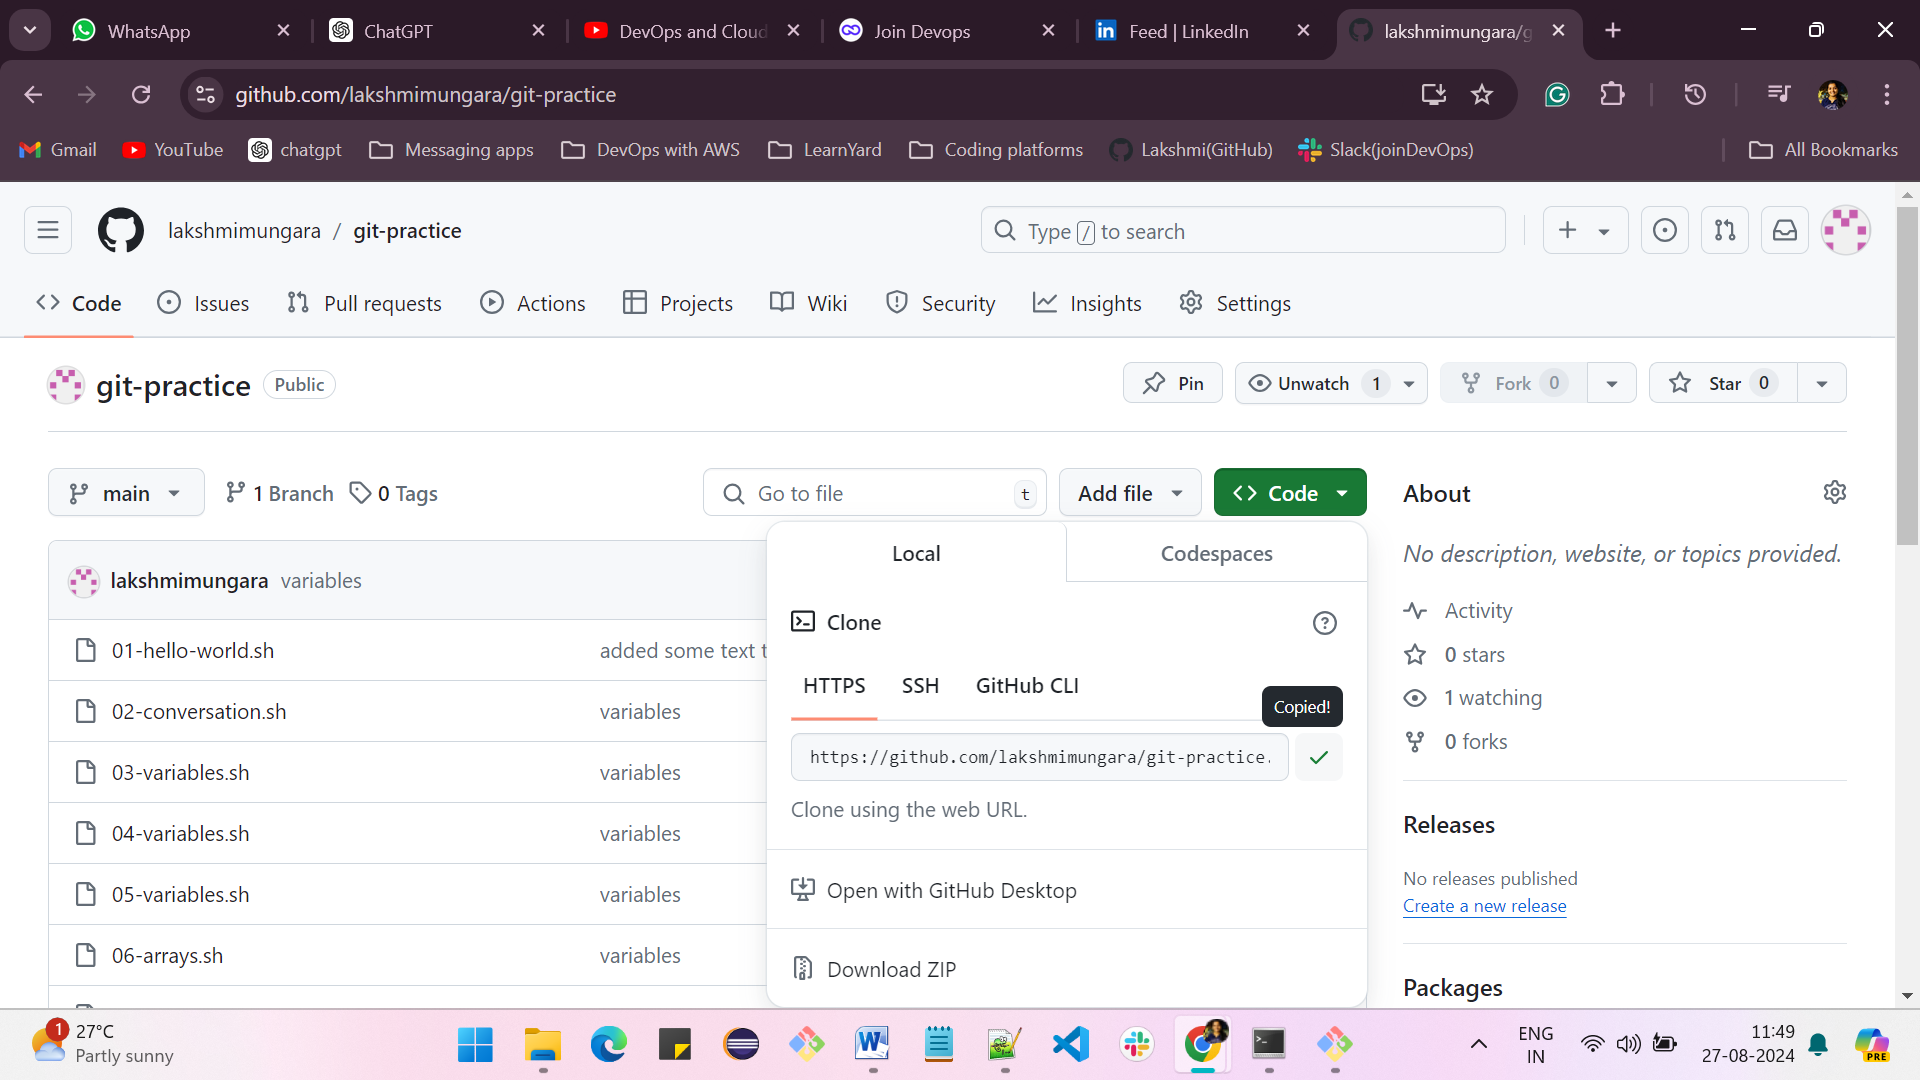 WhatsApp
ChatGPT
DevOps and Cloud
Join Devops
Feed | LinkedIn
lakshmimungara/g
github.com/lakshmimungara/git-practice
Gmail
YouTube
chatgpt
Messaging apps
DevOps with AWS
LearnYard
Coding platforms
Lakshmi(GitHub)
Slack(joinDevOps)
All Bookmarks
lakshmimungara / git-practice
Type / to search
Code
Issues
Pull requests
Actions
Projects
Wiki
Security
Insights
Settings
git-practice
Public
Pin
Unwatch 1
Fork 0
Star 0
main
1 Branch
0 Tags
Go to file
t
Add file
Code
lakshmimungara variables
01-hello-world.sh
added some text t
02-conversation.sh
variables
03-variables.sh
variables
04-variables.sh
variables
05-variables.sh
variables
06-arrays.sh
variables
Local
Codespaces
Clone
HTTPS
SSH
GitHub CLI
Copied!
https://github.com/lakshmimungara/git-practice.
Clone using the web URL.
Open with GitHub Desktop
Download ZIP
About
No description, website, or topics provided.
Activity
0 stars
1 watching
0 forks
Releases
No releases published
Create a new release
Packages
1
27°C
Partly sunny
ENG
IN
11:49
27-08-2024
PRE